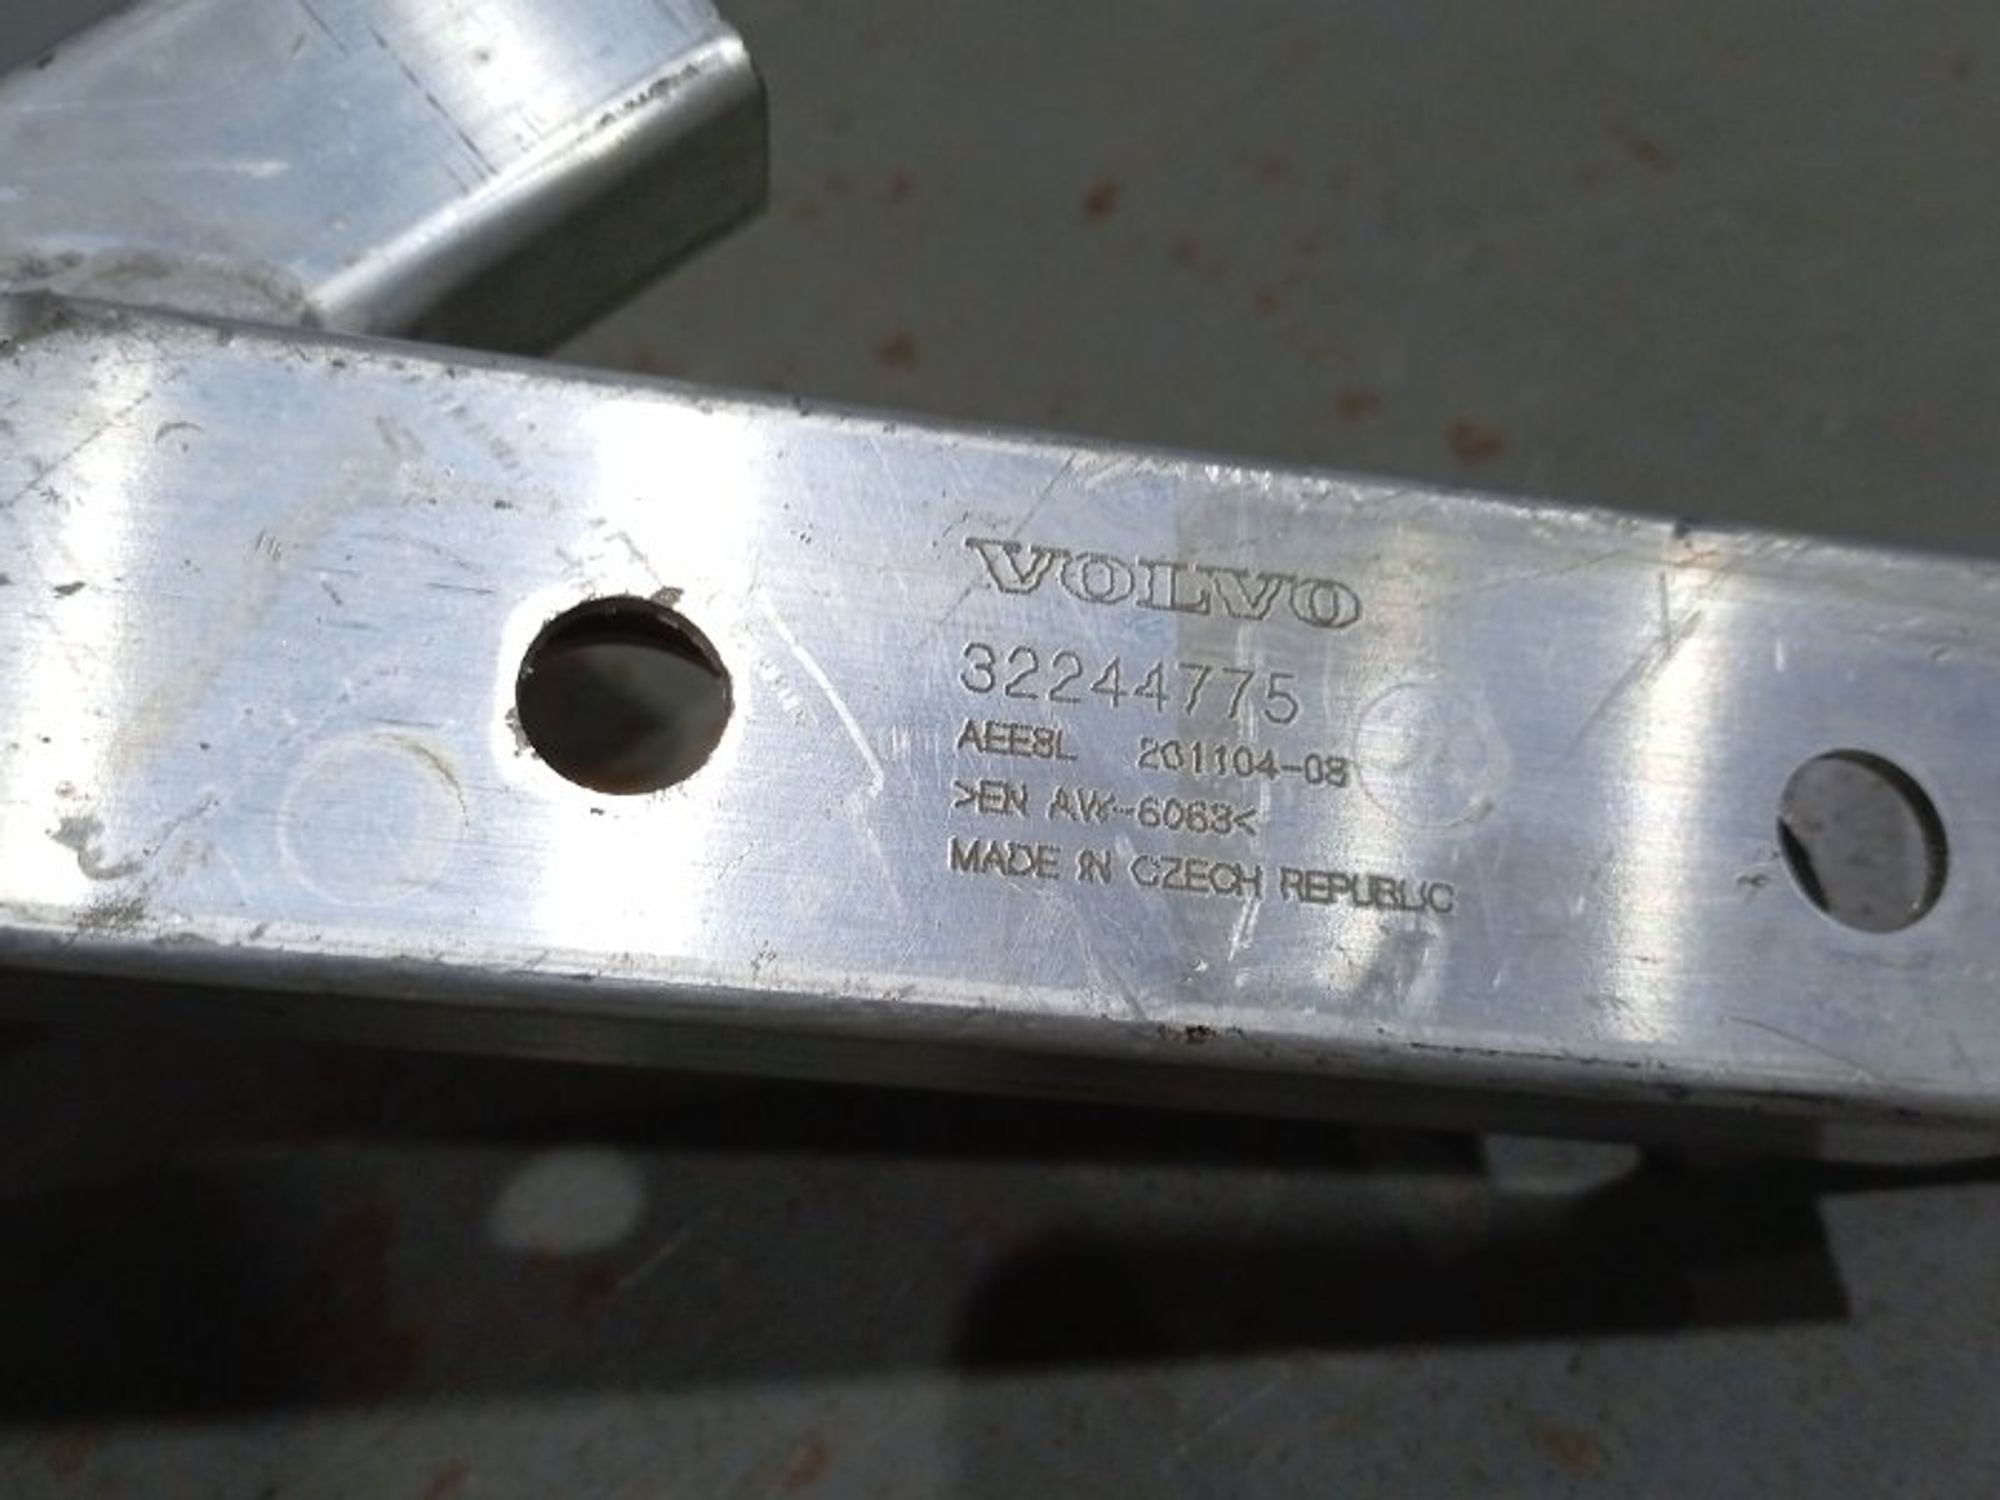 VOLVO
32244775
AEE8L 201104-08
>EN AW-6063<
MADE IN CZECH REPUBLIC